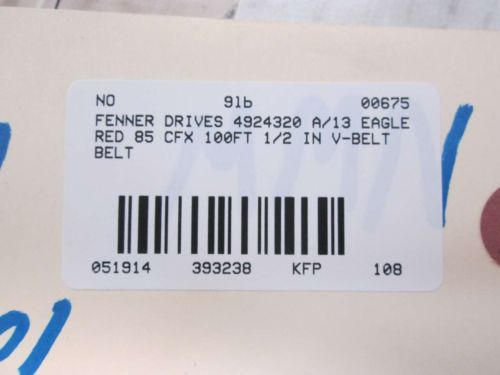 NO 9lb 00675
FENNER DRIVES 4924320 A/13 EAGLE
RED 85 CFX 100FT 1/2 IN V-BELT
BELT
051914 393238 KFP 108